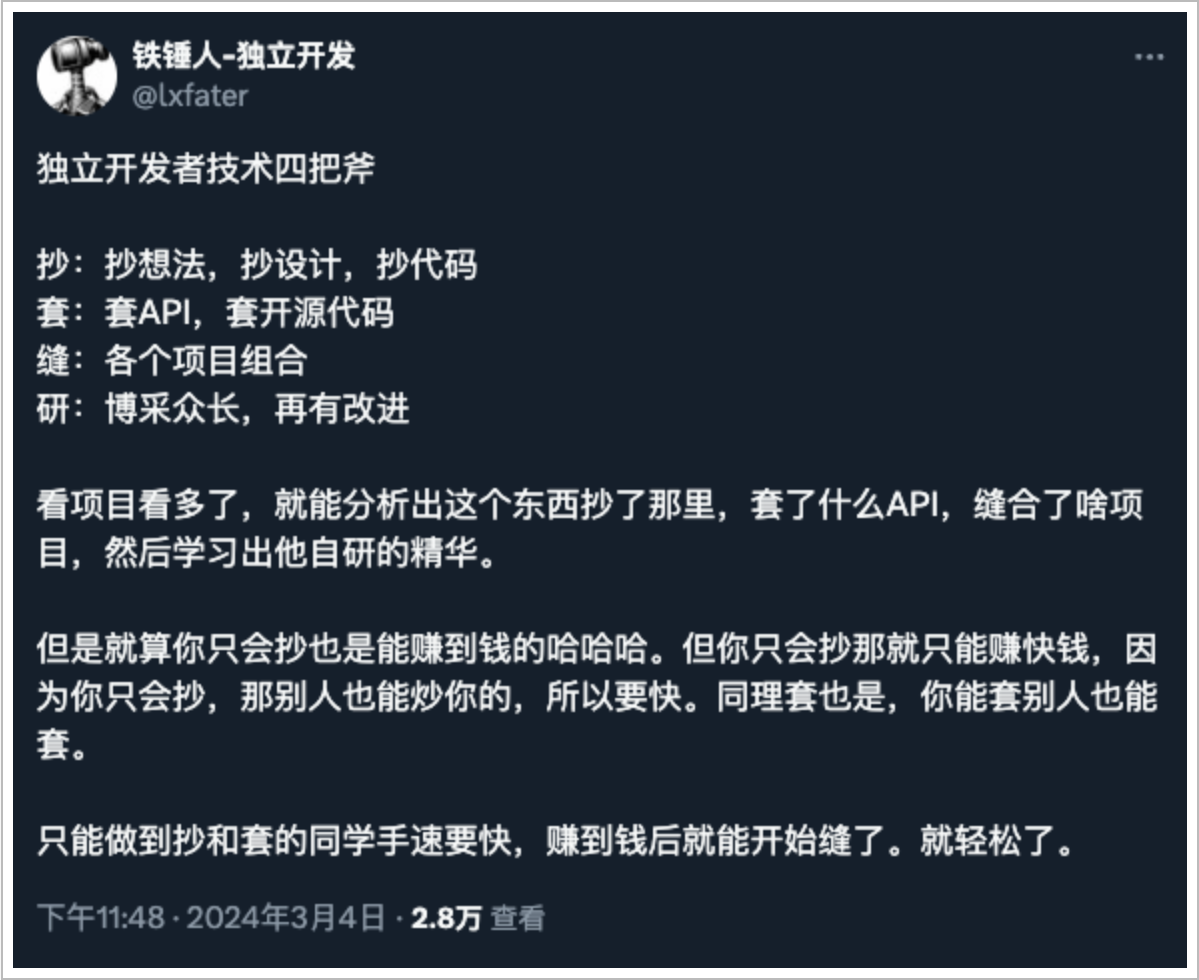 铁锤人-独立开发
@lxfater
独立开发者技术四把斧
抄：抄想法，抄设计，抄代码
套：套API，套开源代码
缝：各个项目组合
研：博采众长，再有改进
看项目看多了，就能分析出这个东西抄了那里，套了什么API，缝合了啥项
目，然后学习出他自研的精华。
但是就算你只会抄也是能赚到钱的哈哈哈。但你只会抄那就只能赚快钱，因
为你只会抄，那别人也能炒你的，所以要快。同理套也是，你能套别人也能
套。
只能做到抄和套的同学手速要快，赚到钱后就能开始缝了。就轻松了。
下午11:48 · 2024年3月4日 · 2.8万 查看